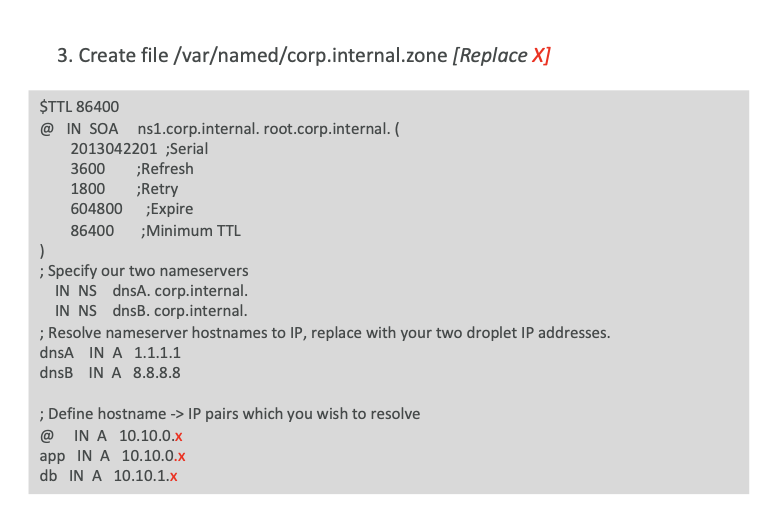 3. Create file /var/named/corp.internal.zone [Replace X]
$TTL 86400
@ IN SOA ns1.corp.internal. root.corp.internal. (
2013042201 ;Serial
3600 ;Refresh
1800 ;Retry
604800 ;Expire
86400 ;Minimum TTL
)
; Specify our two nameservers
IN NS dnsA. corp.internal.
IN NS dnsB. corp.internal.
; Resolve nameserver hostnames to IP, replace with your two droplet IP addresses.
dnsA IN A 1.1.1.1
dnsB IN A 8.8.8.8
; Define hostname -> IP pairs which you wish to resolve
@ IN A 10.10.0.x
app IN A 10.10.0.x
db IN A 10.10.1.x